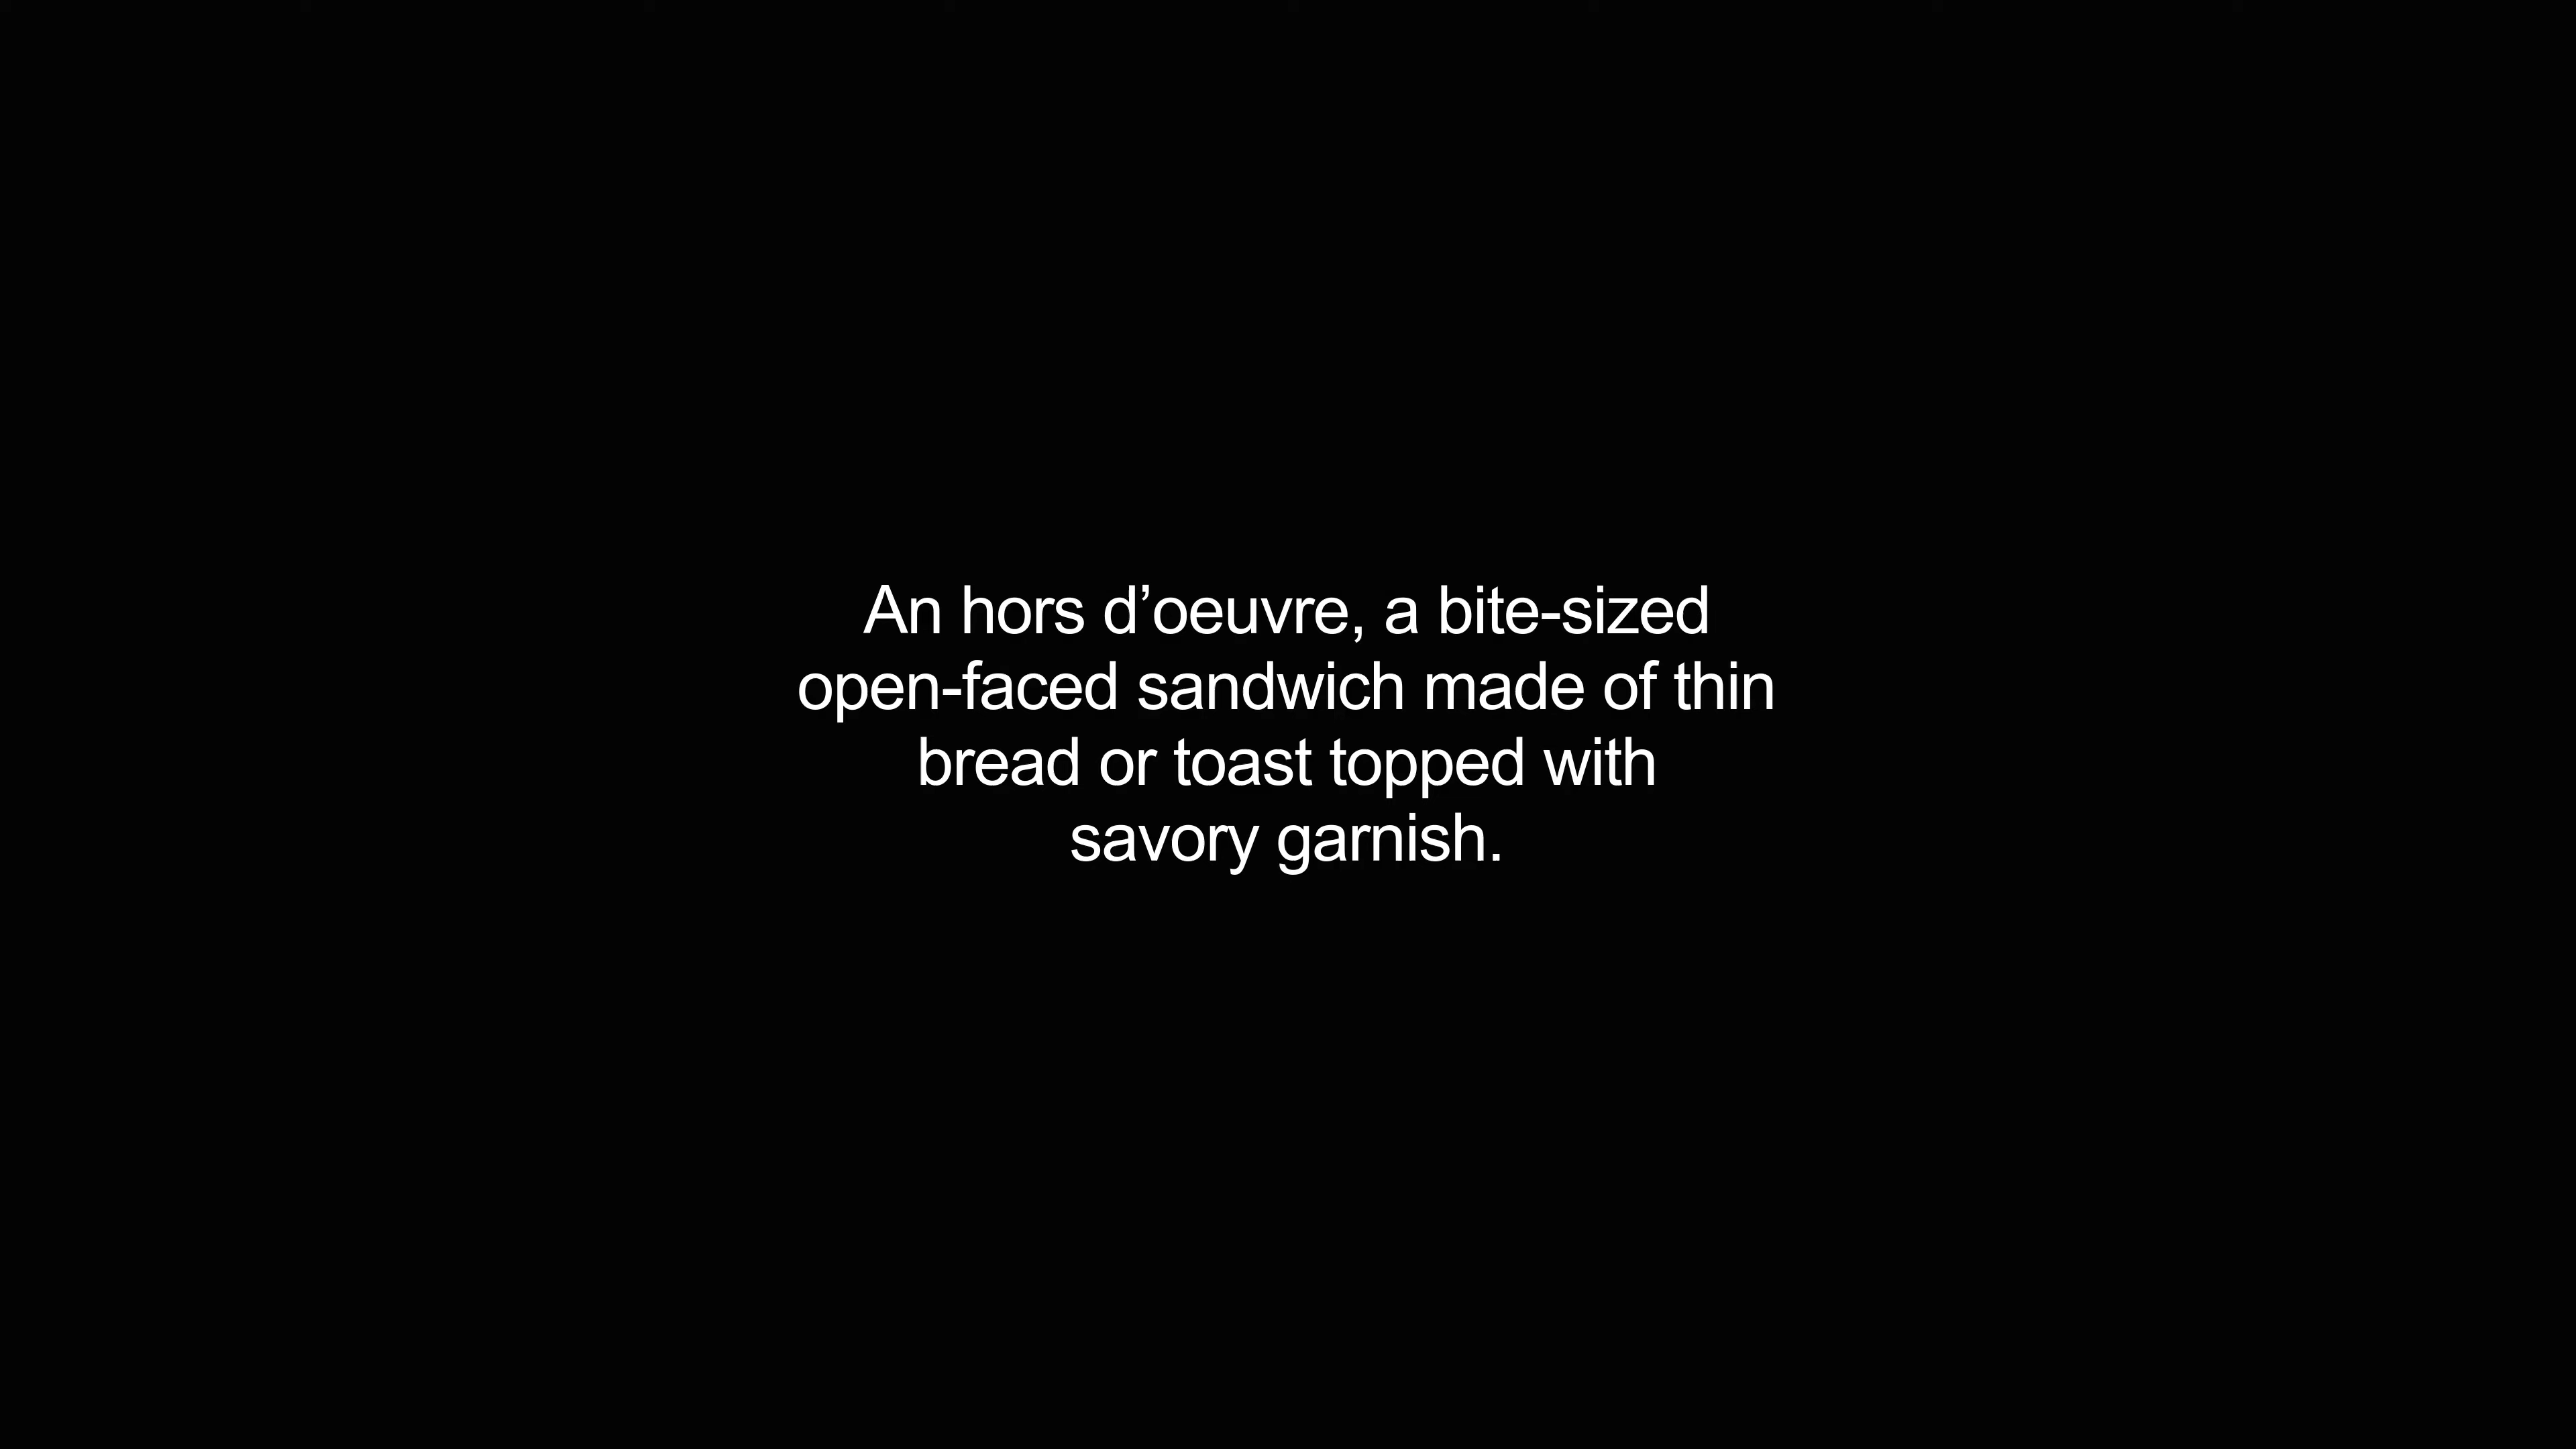 An hors d’oeuvre, a bite-sized
open-faced sandwich made of thin
bread or toast topped with
savory garnish.